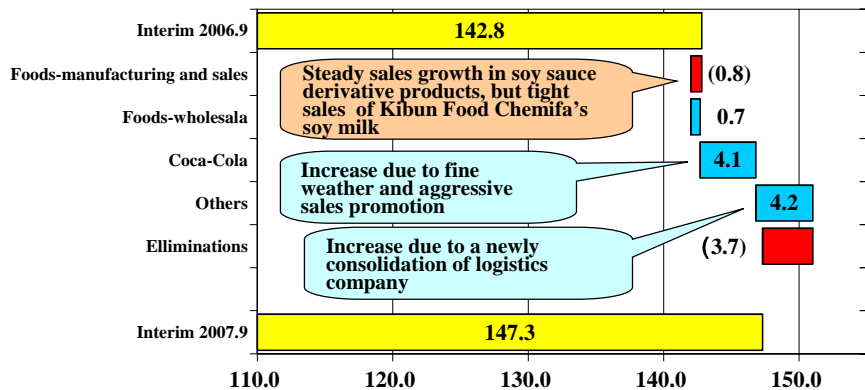 Interim 2006.9
142.8
Foods-manufacturing and sales
Steady sales growth in soy sauce
derivative products, but tight
sales of Kibun Food Chemifa's
soy milk
(0.8)
Foods-wholesala
0.7
Coca-Cola
Increase due to fine
weather and aggressive
sales promotion
4.1
Others
4.2
Elliminations
Increase due to a newly
consolidation of logistics
company
(3.7)
Interim 2007.9
147.3
110.0 120.0 130.0 140.0 150.0